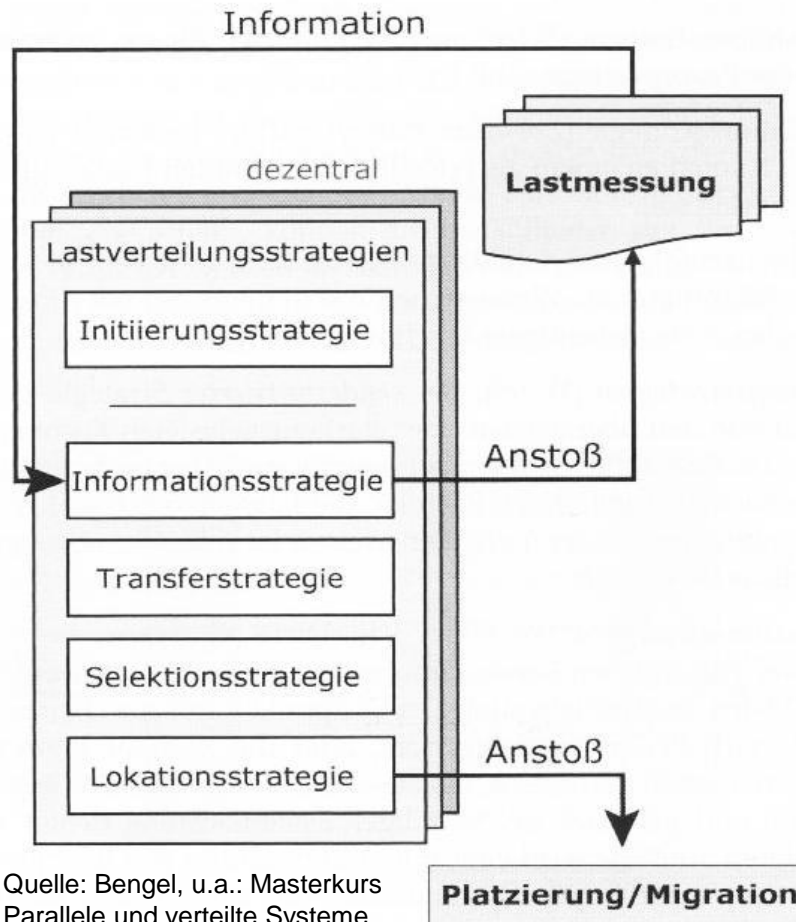 Information
Lastmessung
dezentral
Lastverteilungsstrategien
Initiierungsstrategie
Informationsstrategie
Anstoß
Transferstrategie
Selektionsstrategie
Lokationsstrategie
Anstoß
Quelle: Bengel, u.a.: Masterkurs
Parallele und verteilte Systeme
Platzierung/Migration